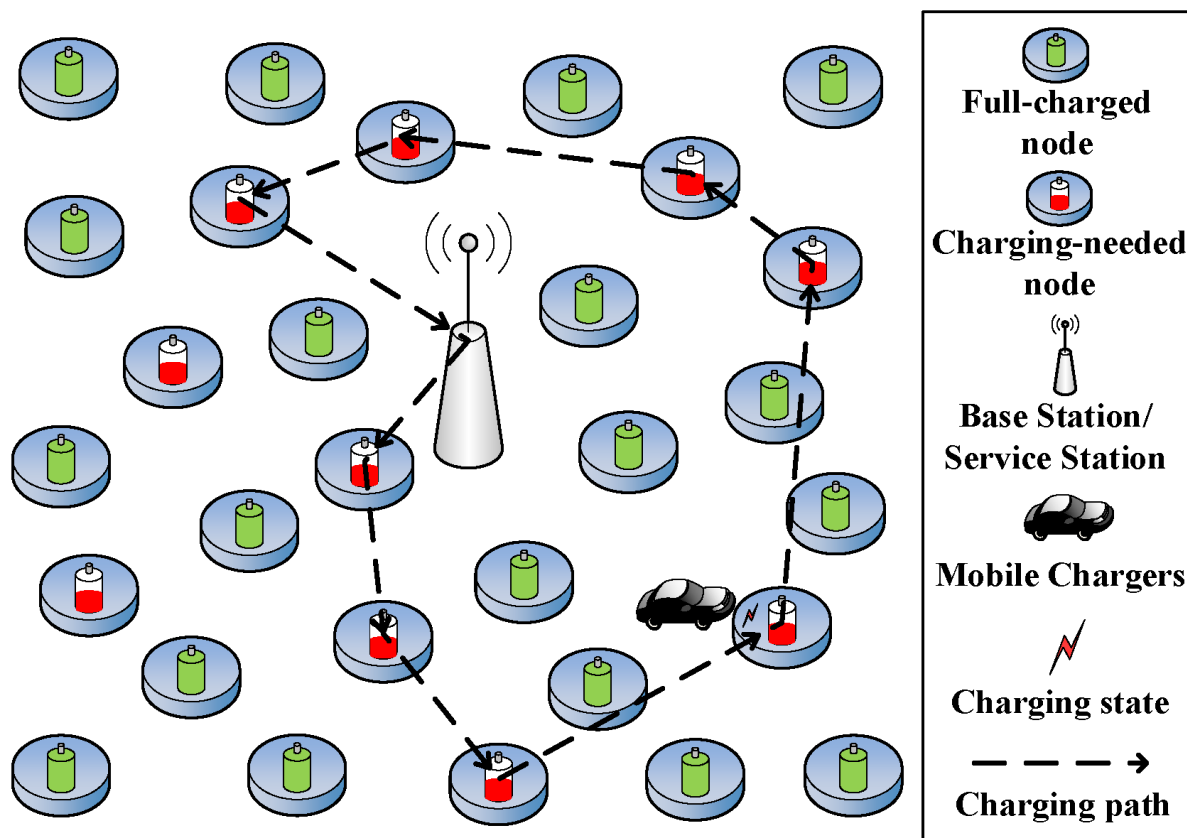 Full-charged
node
Charging-needed
node
Base Station/
Service Station
Mobile Chargers
Charging state
Charging path